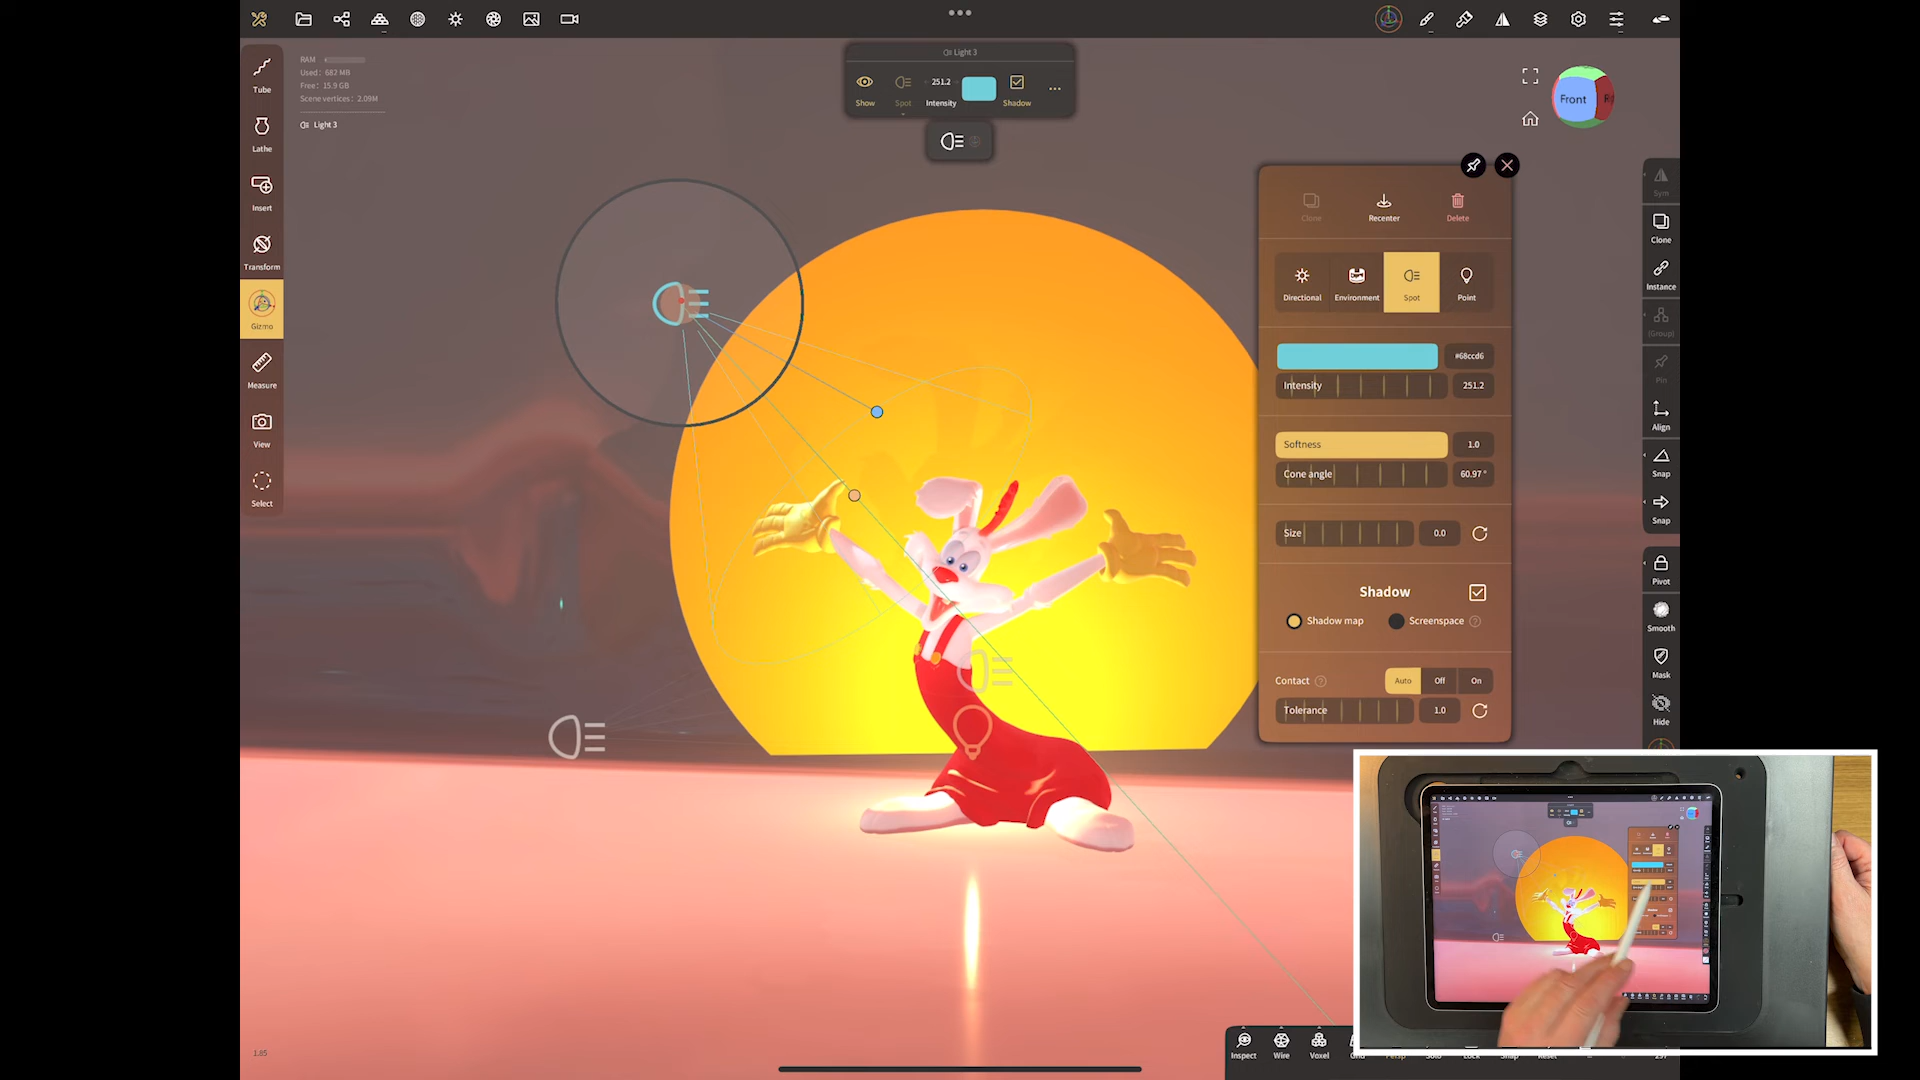 RAM
Used: 682 MB
Free: 15.9 GB
Scene vertices: 2.09M
Light 3
Tube
Lathe
Insert
Transform
Gizmo
Measure
View
Select
Light 3
251.2
Show
Spot
Intensity
Shadow
Front
Clone
Recenter
Delete
Directional
Environment
Spot
Point
#68ccd6
Intensity
251.2
Softness
1.0
Cone angle
60.97°
Size
0.0
Shadow
Shadow map
Screenspace
Contact
Auto
Off
On
Tolerance
1.0
Sym
Clone
Instance
(Group)
Pin
Align
Snap
Snap
Pivot
Smooth
Mask
Hide
1.85
Inspect
Wire
Voxel